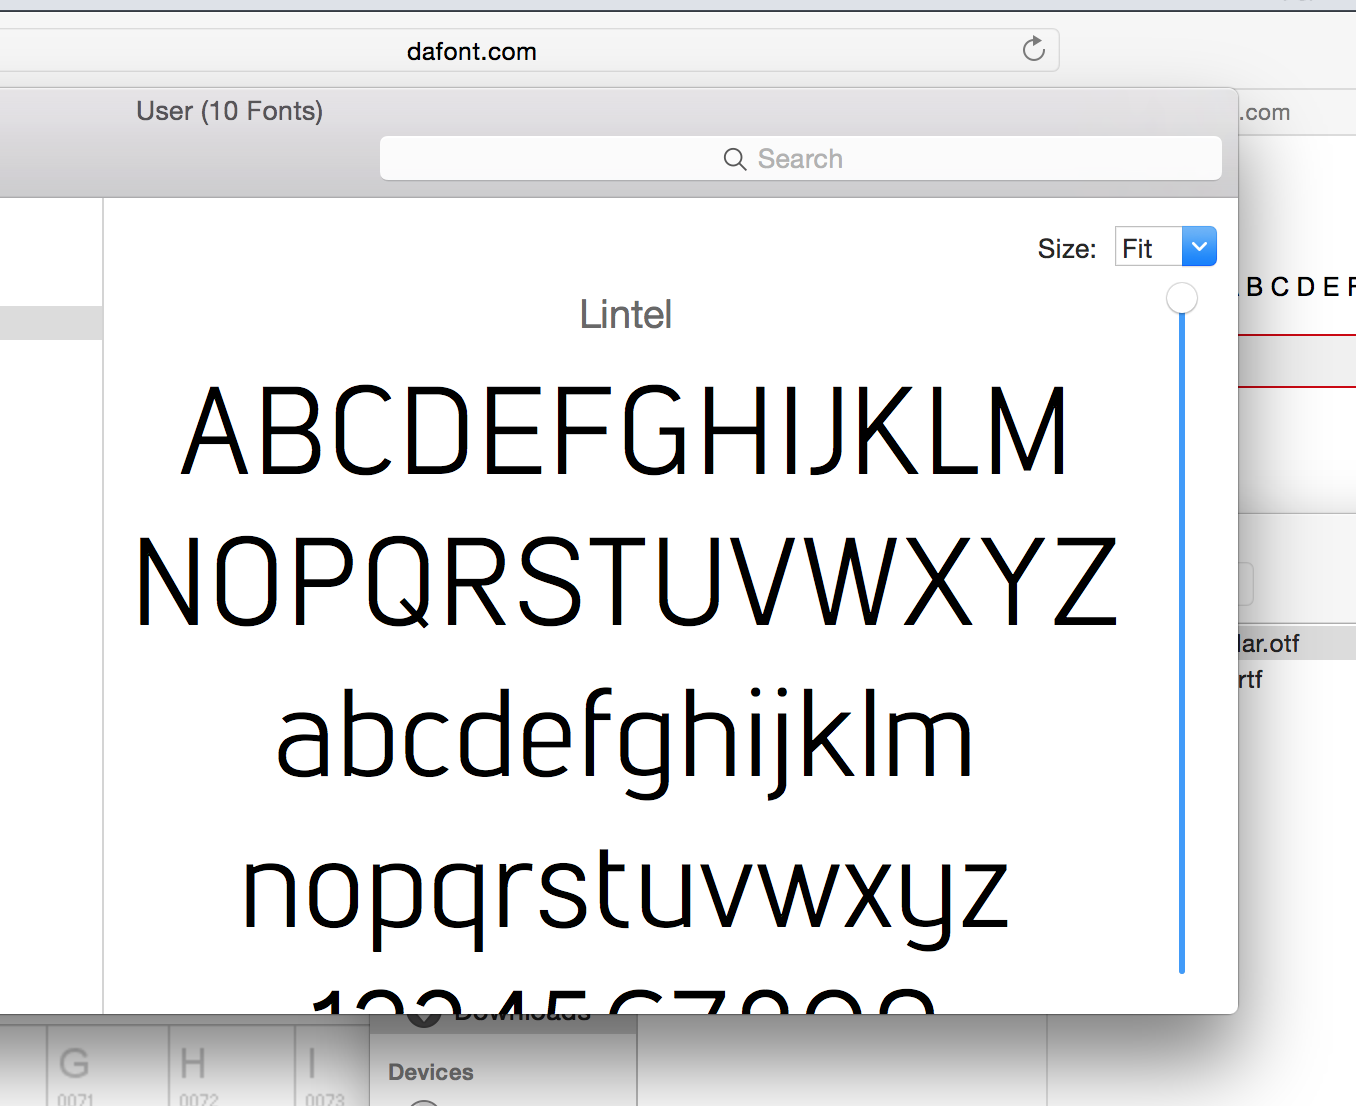 dafont.com
User (10 Fonts)
.com
Search
Size: Fit
B C D E F
Lintel
ABCDEFGHIJKLM
NOPQRSTUVWXYZ
lar.otf
rtf
abcdefghijklm
nopqrstuvwxyz
1234567890
Downloads
G H I
0071 0072 0073
Devices